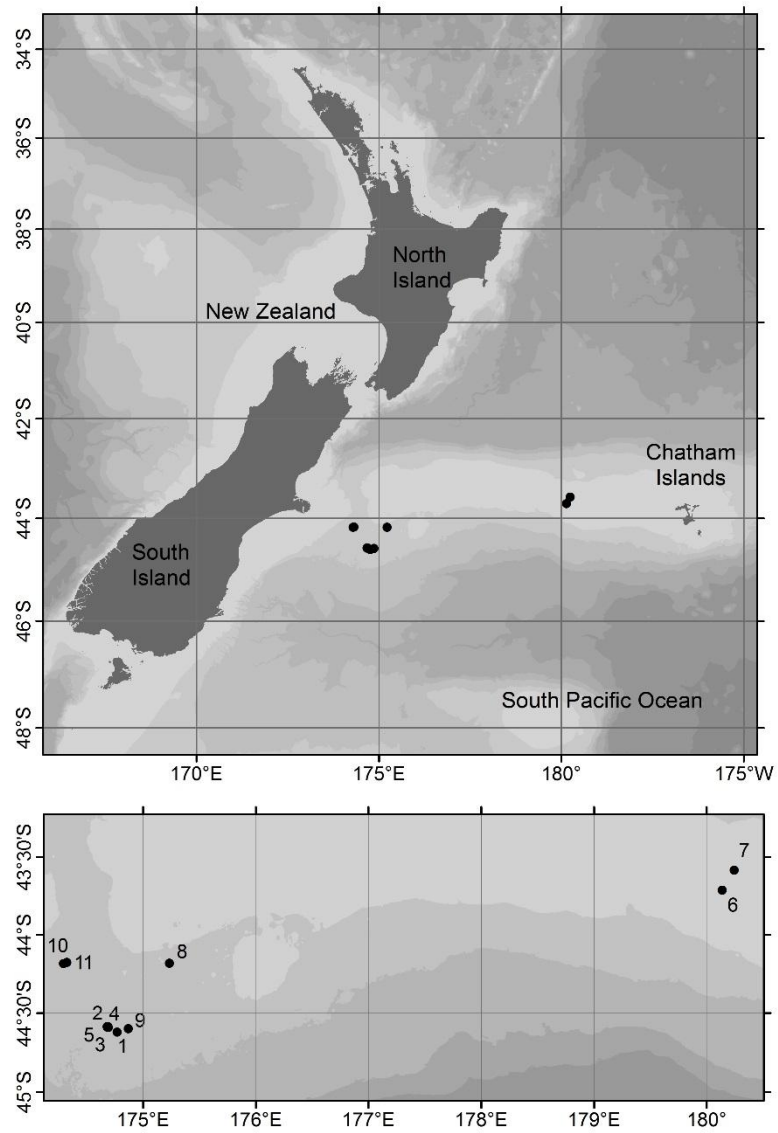 34°S
36°S
38°S
40°S
42°S
44°S
46°S
48°S
North
Island
New Zealand
Chatham
Islands
South
Island
South Pacific Ocean
170°E
175°E
180°
175°W
43°30'S
44°S
44°30'S
45°S
7
6
10
11
8
2 4
9
5
3 1
175°E
176°E
177°E
178°E
179°E
180°